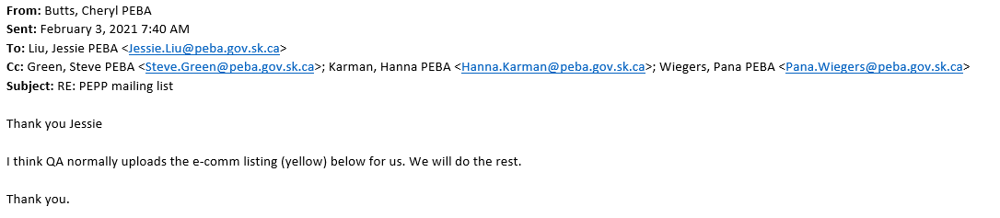 From: Butts, Cheryl PEBA
Sent: February 3, 2021 7:40 AM
To: Liu, Jessie PEBA <Jessie.Liu@peba.gov.sk.ca>
Cc: Green, Steve PEBA <Steve.Green@peba.gov.sk.ca>; Karman, Hanna PEBA <Hanna.Karman@peba.gov.sk.ca>; Wiegers, Pana PEBA <Pana.Wiegers@peba.gov.sk.ca>
Subject: RE: PEPP mailing list
Thank you Jessie
I think QA normally uploads the e-comm listing (yellow) below for us. We will do the rest.
Thank you.